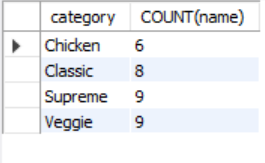 category COUNT(name)
Chicken 6
Classic 8
Supreme 9
Veggie 9